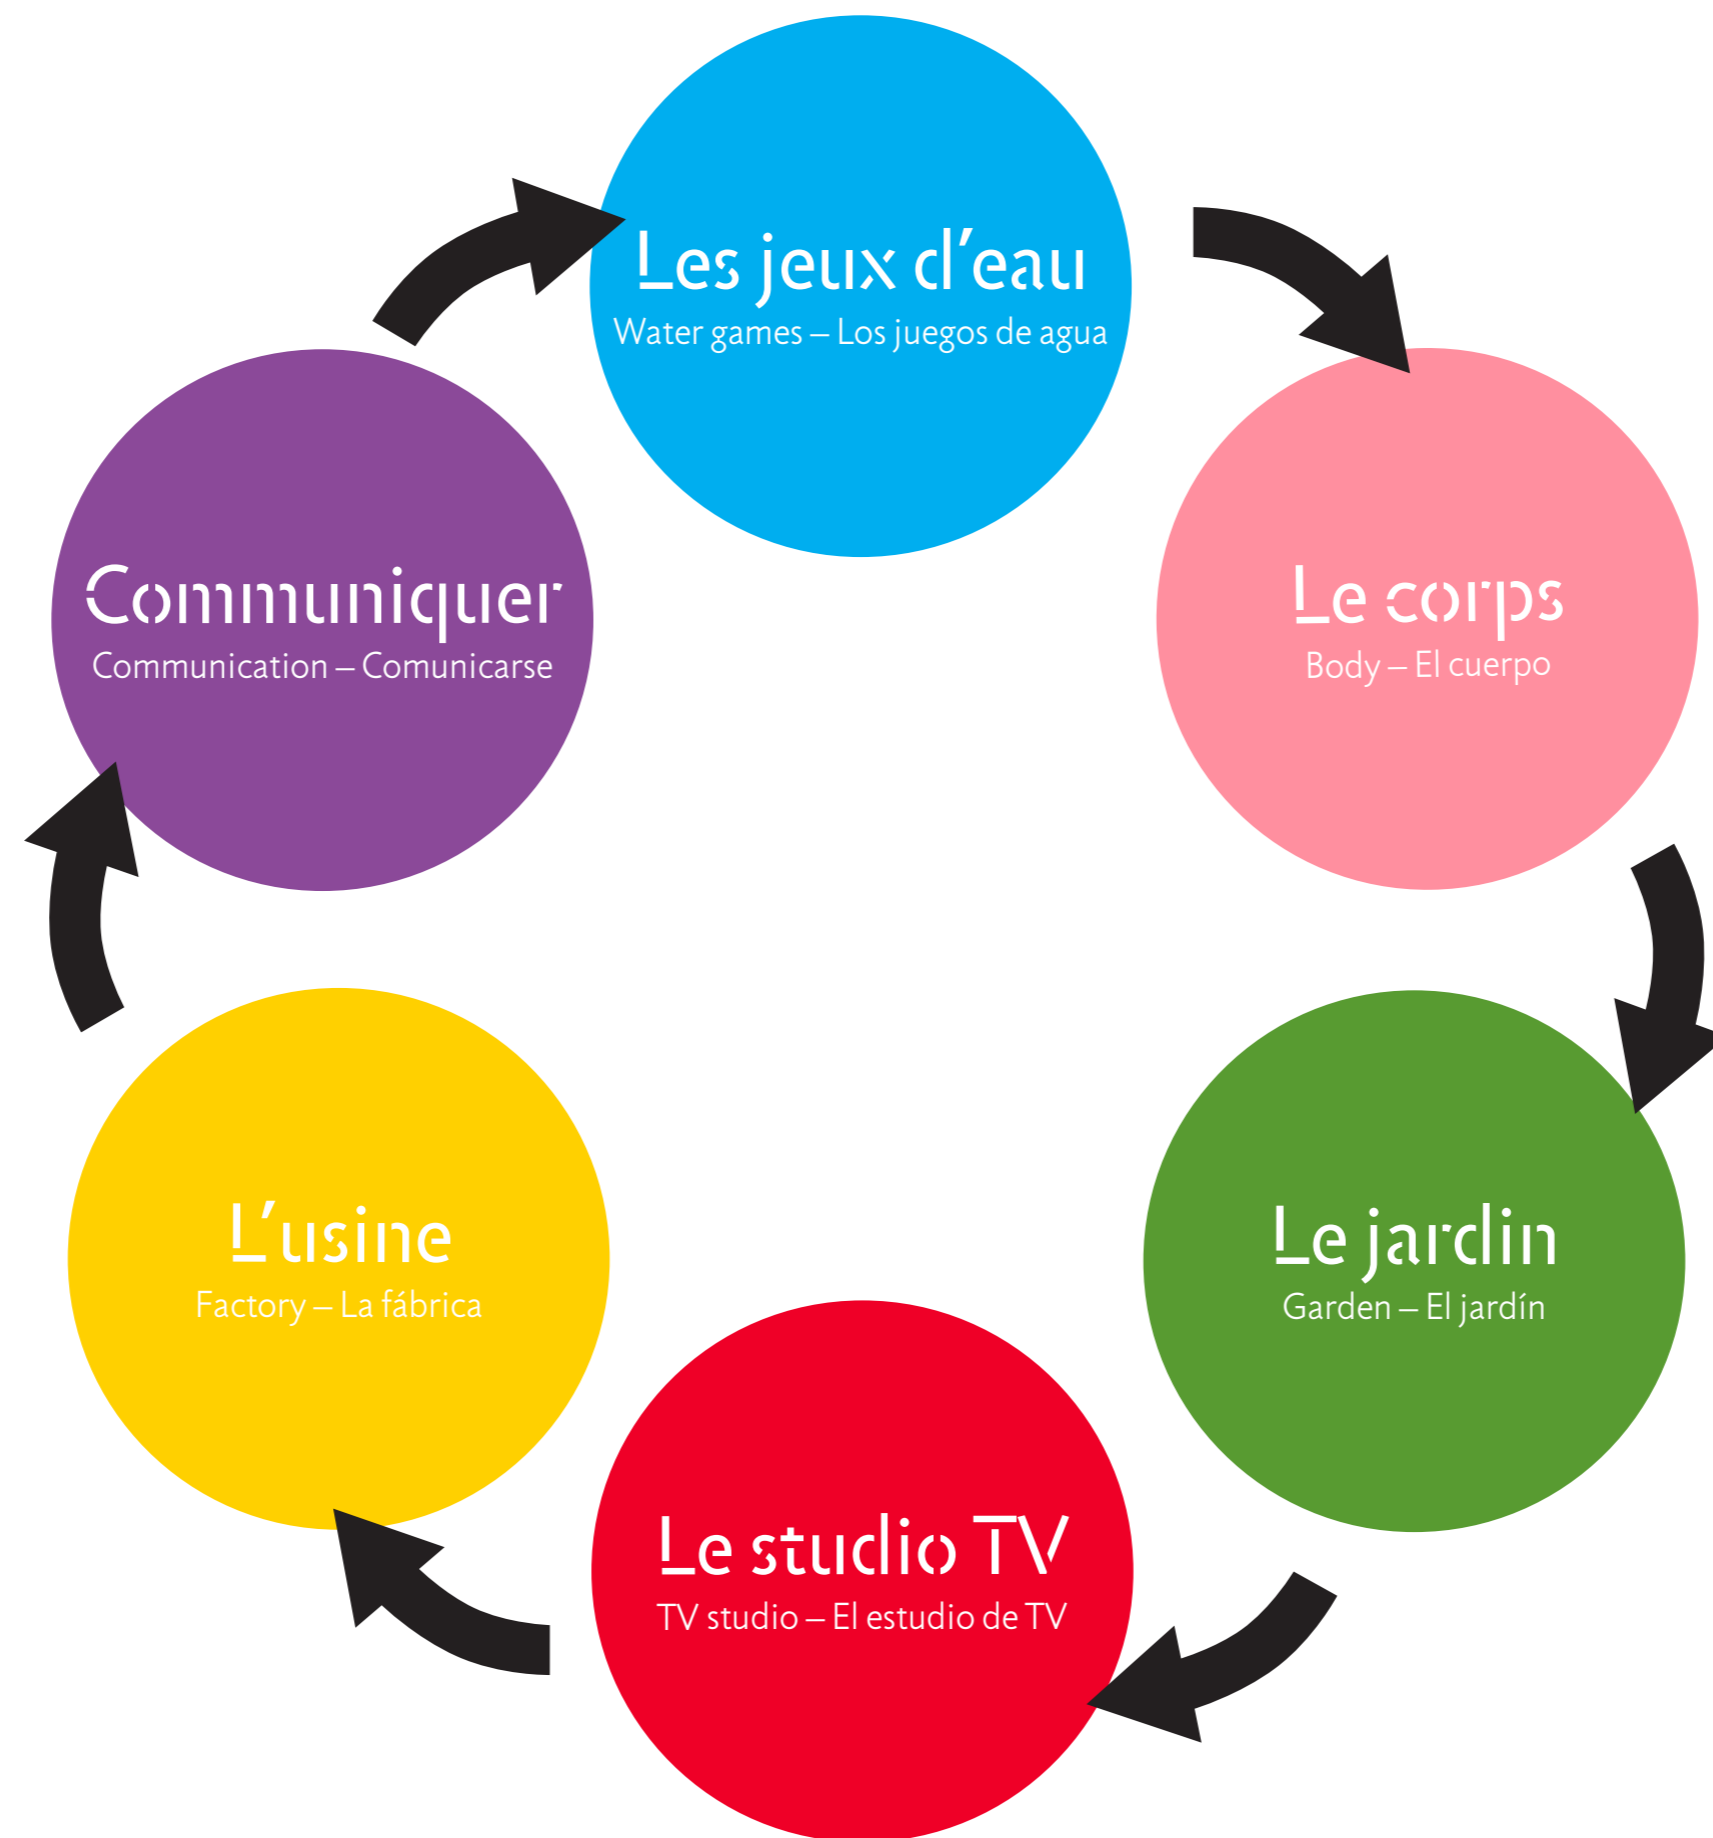 Les jeux d'eau
Water games – Los juegos de agua
Le corps
Body – El cuerpo
Le jardin
Garden – El jardín
Le studio TV
TV studio – El estudio de TV
L'usine
Factory – La fábrica
Communiquer
Communication – Comunicarse